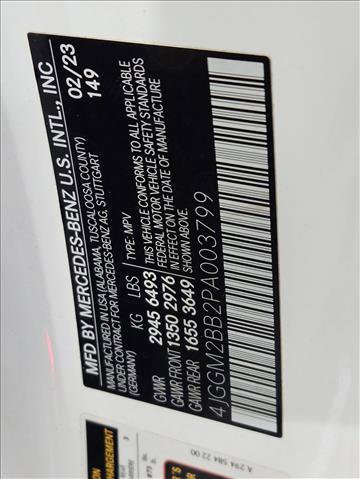 MFD BY MERCEDES-BENZ U.S. INTL., INC
MANUFACTURED IN USA (ALABAMA, TUSCALOOSA COUNTY)
UNDER CONTRACT FOR MERCEDES-BENZ AG, STUTTGART
(GERMANY)
02/23
149
KG LBS TYPE: MPV
GVWR 2945 6493
GAWR FRONT 1350 2976
GAWR REAR 1655 3649
THIS VEHICLE CONFORMS TO ALL APPLICABLE
FEDERAL MOTOR VEHICLE SAFETY STANDARDS
IN EFFECT ON THE DATE OF MANUFACTURE
SHOWN ABOVE.
4JGGM2BB2PA003799
A 294 584 22 00